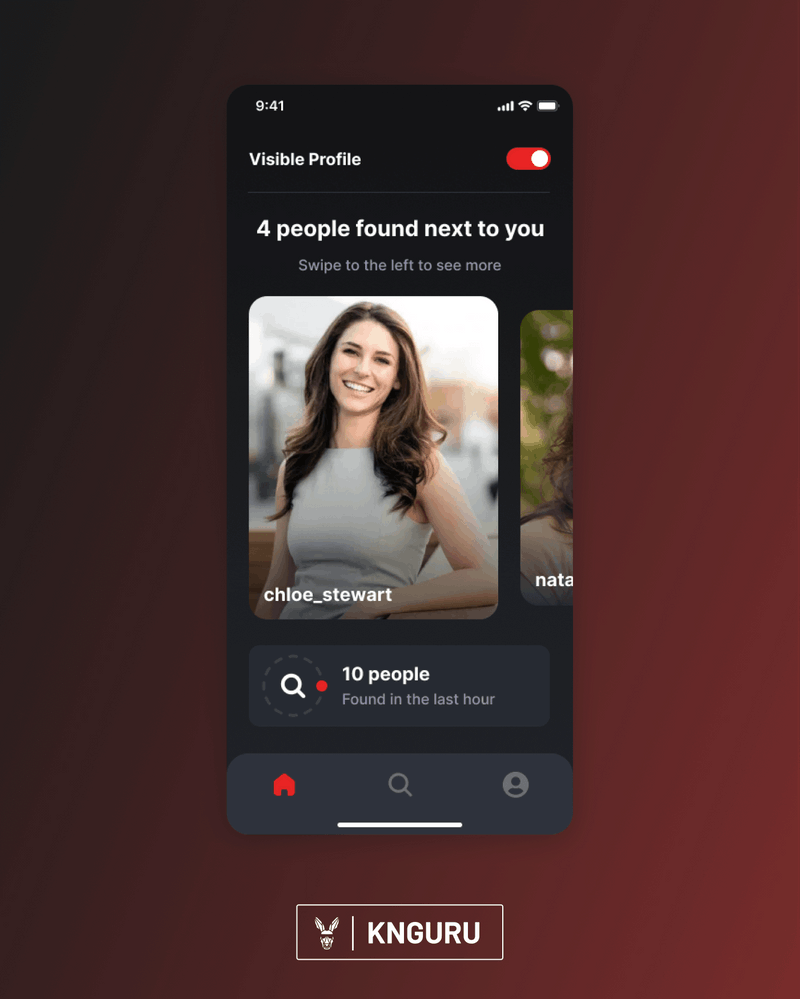 9:41
Visible Profile
4 people found next to you
Swipe to the left to see more
chloe_stewart
nata
10 people
Found in the last hour
KNGURU